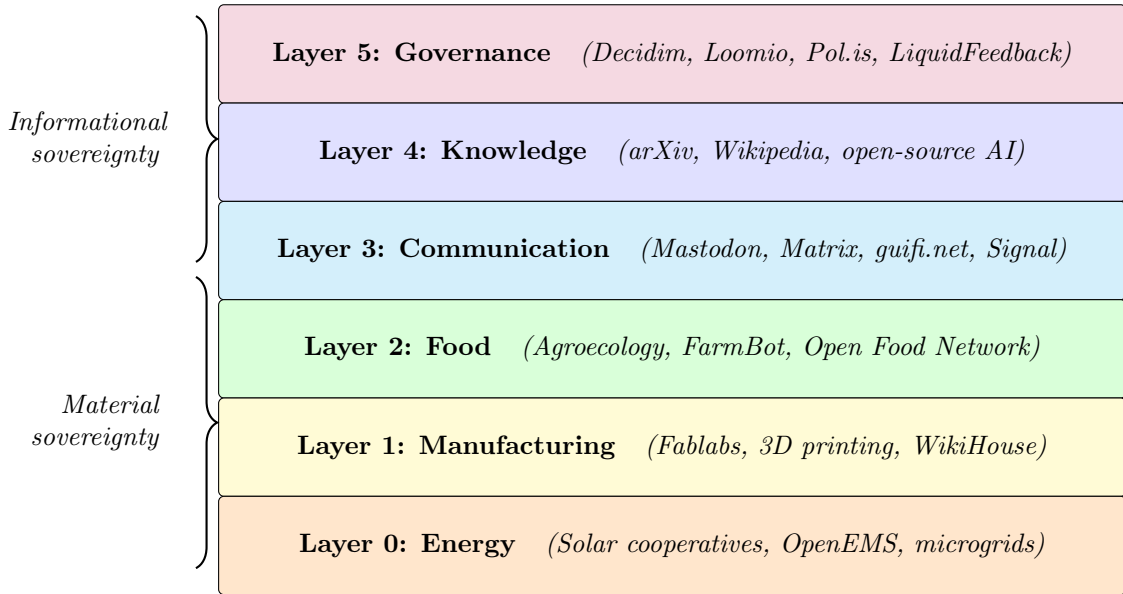 Layer 5: Governance (Decidim, Loomio, Pol.is, LiquidFeedback)
Informational
sovereignty
Layer 4: Knowledge (arXiv, Wikipedia, open-source AI)
Layer 3: Communication (Mastodon, Matrix, guifi.net, Signal)
Layer 2: Food (Agroecology, FarmBot, Open Food Network)
Material
sovereignty
Layer 1: Manufacturing (Fablabs, 3D printing, WikiHouse)
Layer 0: Energy (Solar cooperatives, OpenEMS, microgrids)